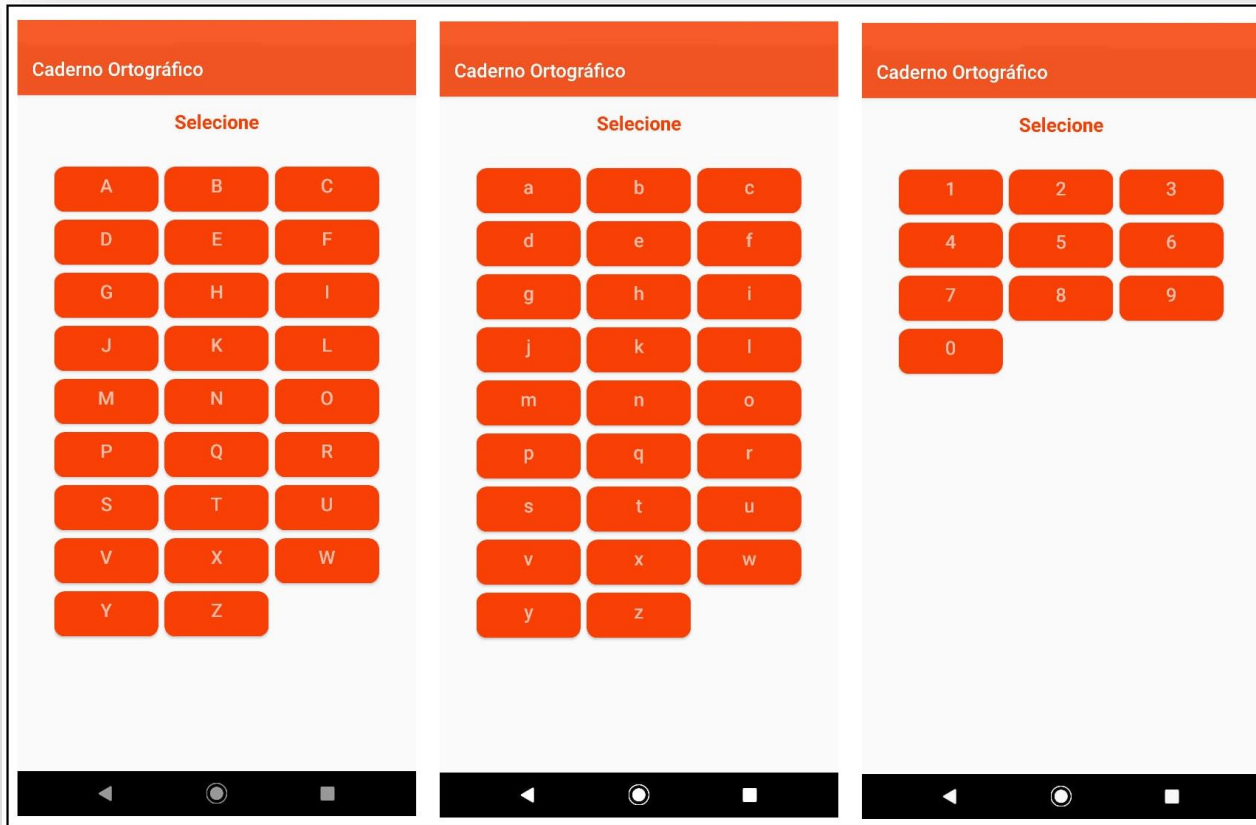 Caderno Ortográfico
Selecione
A B C
D E F
G H I
J K L
M N O
P Q R
S T U
V X W
Y Z
Caderno Ortográfico
Selecione
a b c
d e f
g h i
j k l
m n o
p q r
s t u
v x w
y z
Caderno Ortográfico
Selecione
1 2 3
4 5 6
7 8 9
0